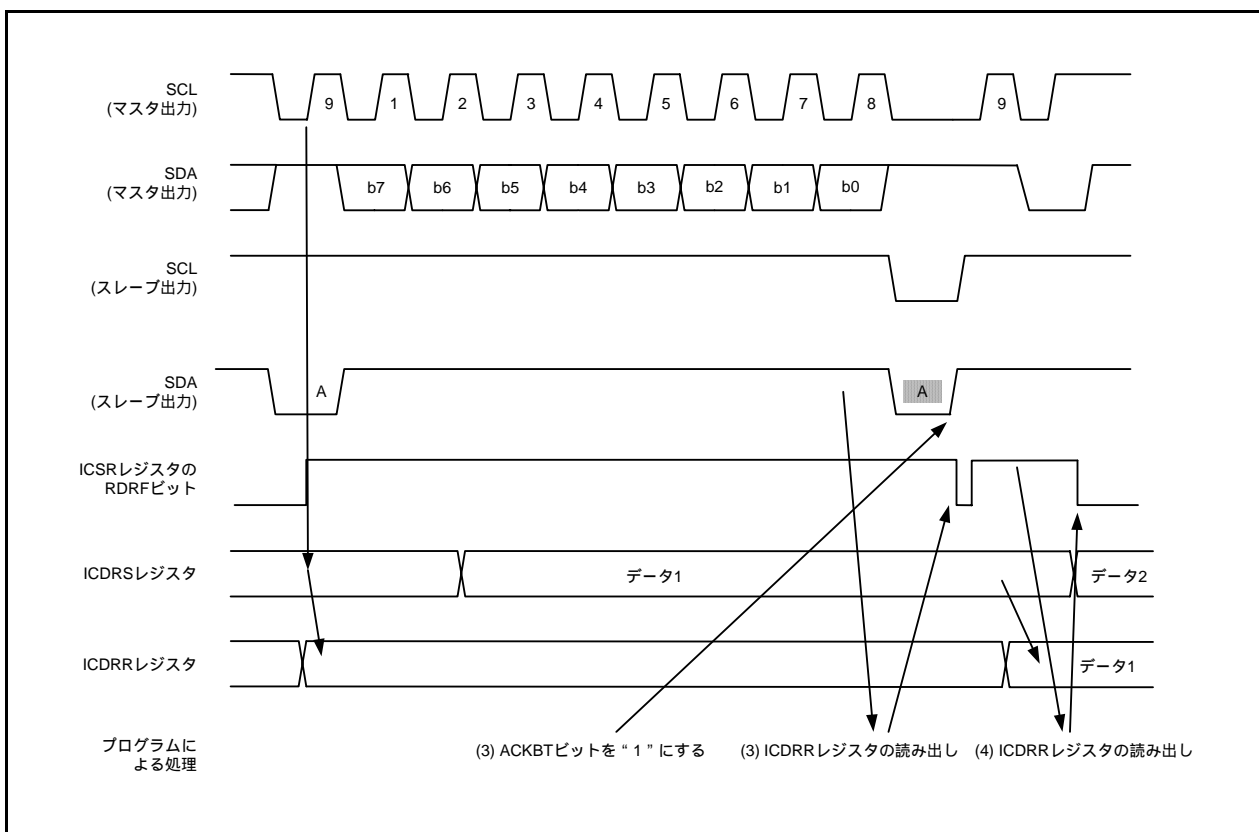 SCL
(マスタ出力)
9 1 2 3 4 5 6 7 8 9
SDA
(マスタ出力)
b7 b6 b5 b4 b3 b2 b1 b0
SCL
(スレーブ出力)
SDA
(スレーブ出力)
A A
ICSRレジスタの
RDRFビット
ICDRSレジスタ
データ1 データ2
ICDRRレジスタ
データ1
プログラムに
よる処理
(3) ACKBTビットを“1”にする (3) ICDRRレジスタの読み出し (4) ICDRRレジスタの読み出し